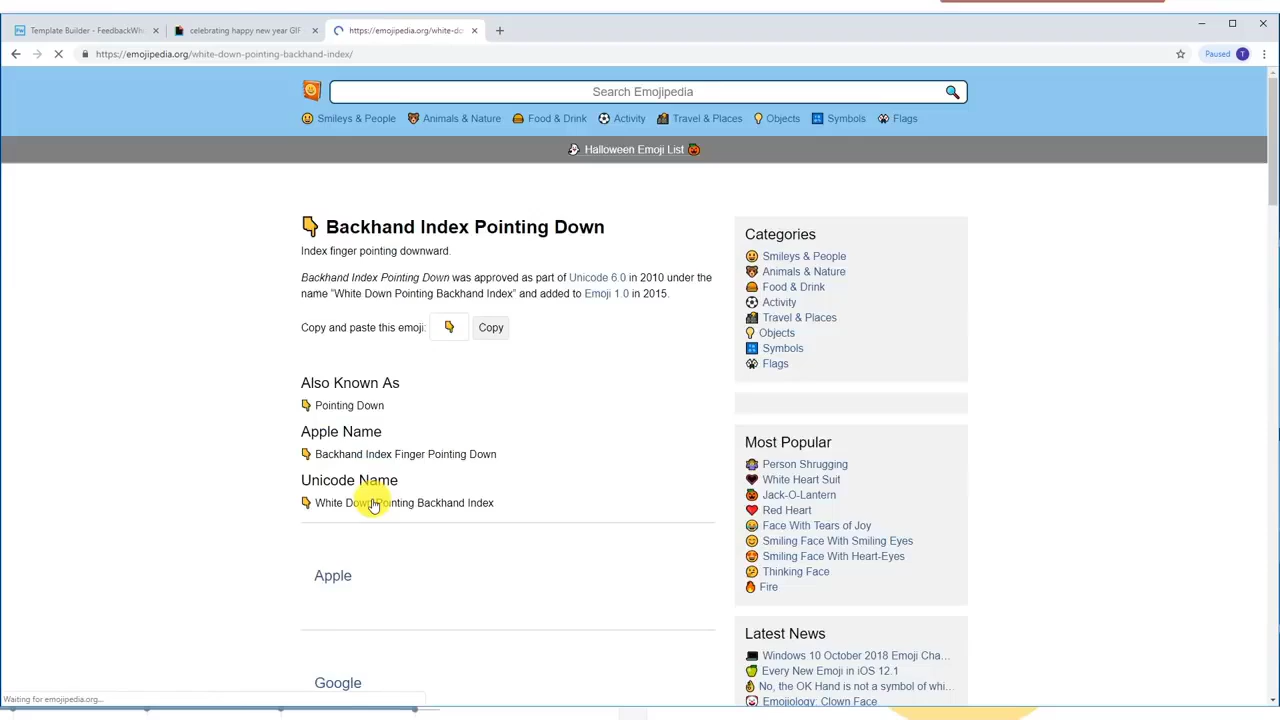 Template Builder - FeedbackWhi
celebrating happy new year GIF
https://emojipedia.org/white-do
https://emojipedia.org/white-down-pointing-backhand-index/
Paused
T
Search Emojipedia
Smileys & People
Animals & Nature
Food & Drink
Activity
Travel & Places
Objects
Symbols
Flags
Halloween Emoji List
Backhand Index Pointing Down
Index finger pointing downward.
Backhand Index Pointing Down was approved as part of Unicode 6.0 in 2010 under the
name "White Down Pointing Backhand Index" and added to Emoji 1.0 in 2015.
Copy and paste this emoji:
Copy
Also Known As
Pointing Down
Apple Name
Backhand Index Finger Pointing Down
Unicode Name
White Down Pointing Backhand Index
Apple
Google
Categories
Smileys & People
Animals & Nature
Food & Drink
Activity
Travel & Places
Objects
Symbols
Flags
Most Popular
Person Shrugging
White Heart Suit
Jack-O-Lantern
Red Heart
Face With Tears of Joy
Smiling Face With Smiling Eyes
Smiling Face With Heart-Eyes
Thinking Face
Fire
Latest News
Windows 10 October 2018 Emoji Cha...
Every New Emoji in iOS 12.1
No, the OK Hand is not a symbol of whi...
Emojiology: Clown Face
Waiting for emojipedia.org...